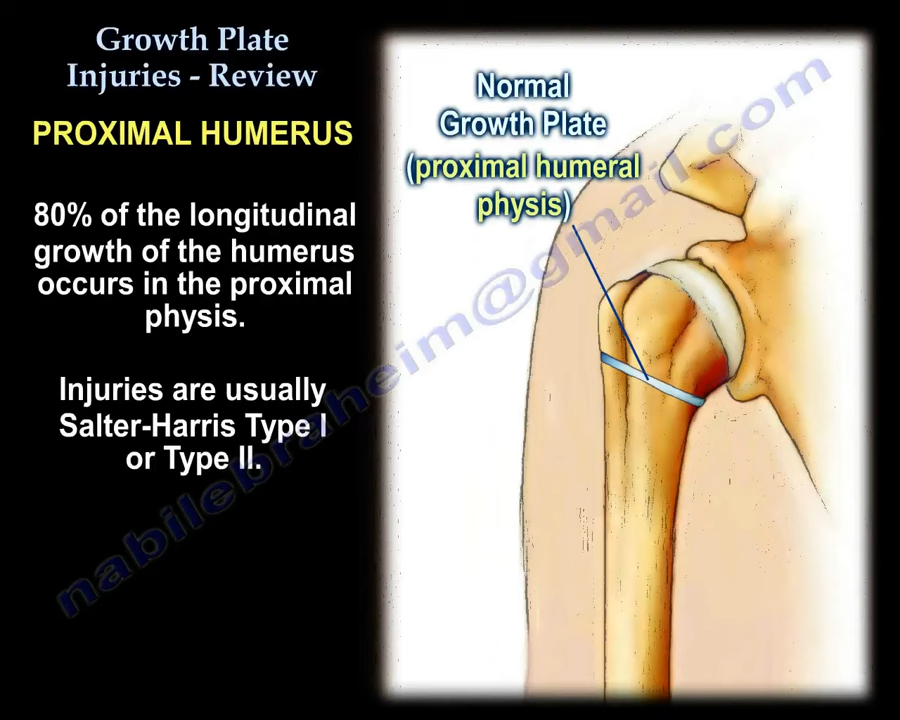 Growth Plate
Injuries - Review
PROXIMAL HUMERUS
80% of the longitudinal
growth of the humerus
occurs in the proximal
physis.
Injuries are usually
Salter-Harris Type I
or Type II.
Normal
Growth Plate
(proximal humeral
physis)
nabilebraheim@gmail.com